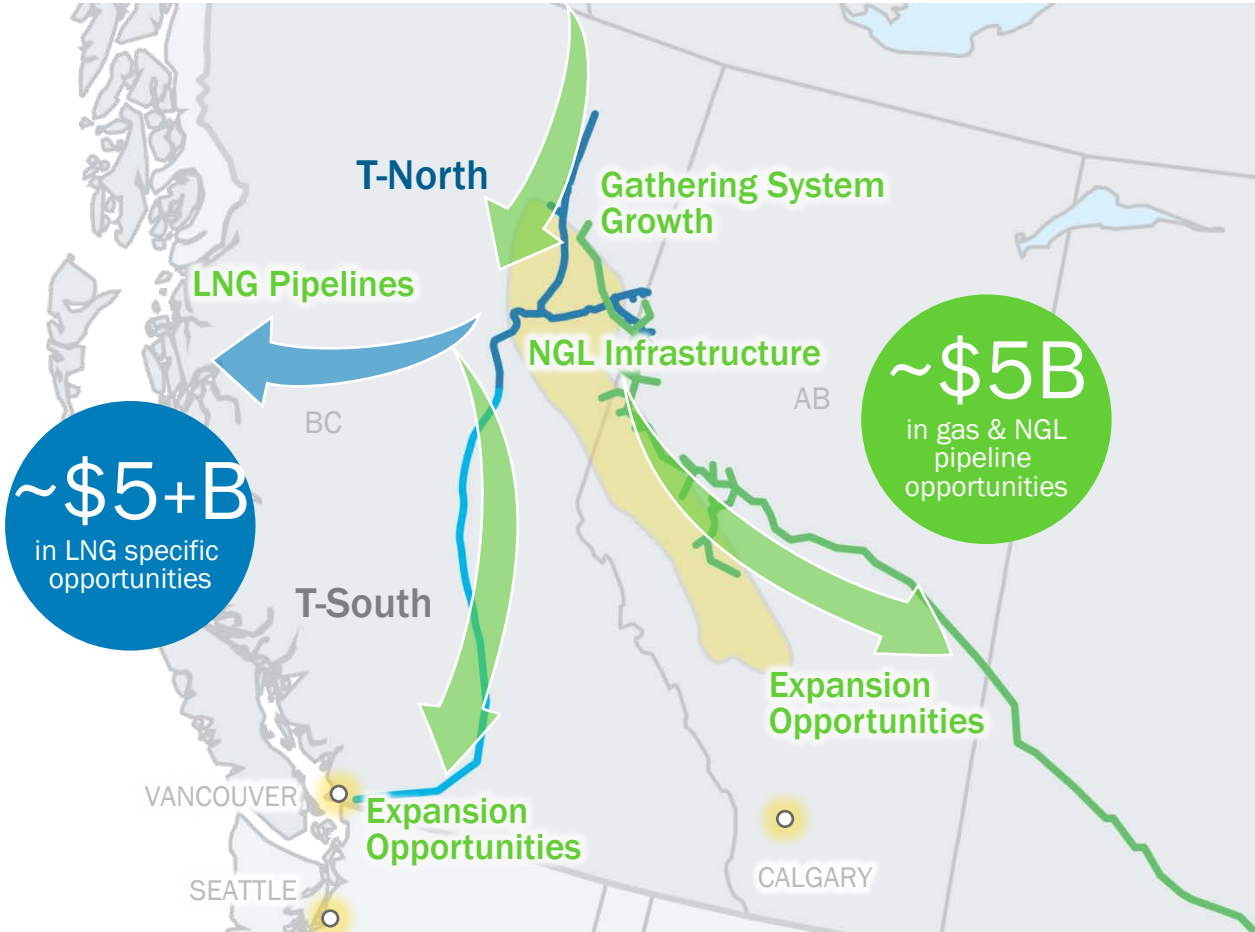 T-North
Gathering System
Growth
LNG Pipelines
NGL Infrastructure
~$5B
in gas & NGL
pipeline
opportunities
AB
BC
~$5+B
in LNG specific
opportunities
T-South
Expansion
Opportunities
VANCOUVER
Expansion
Opportunities
CALGARY
SEATTLE